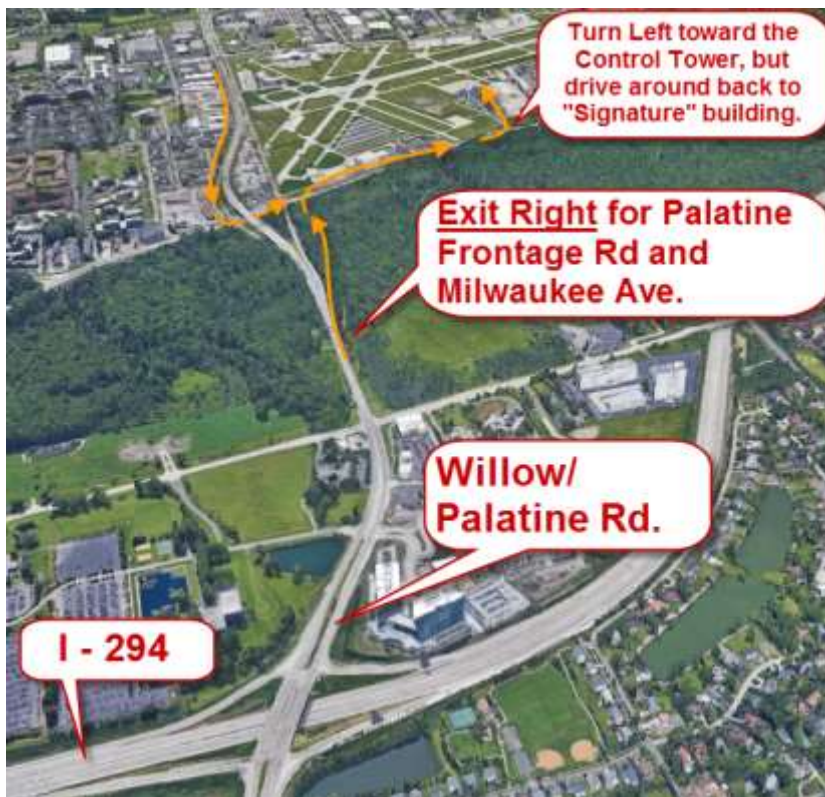 Turn Left toward the
Control Tower, but
drive around back to
"Signature" building.
Exit Right for Palatine
Frontage Rd and
Milwaukee Ave.
Willow/
Palatine Rd.
I - 294